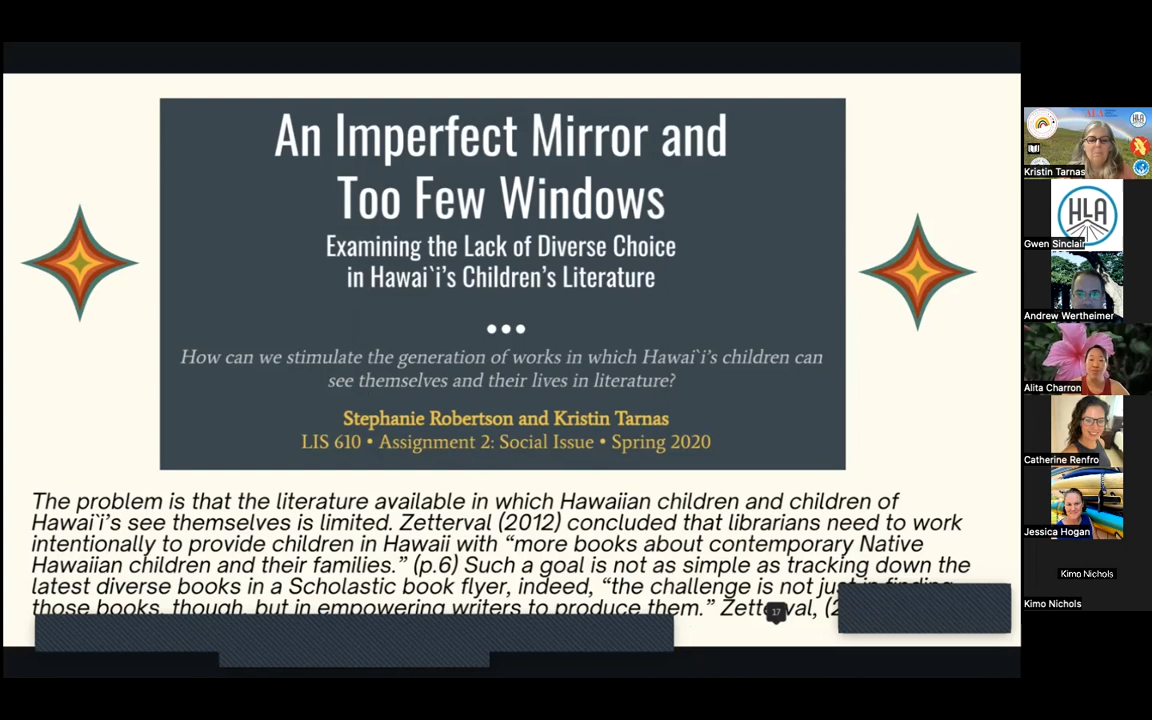 An Imperfect Mirror and
Too Few Windows
Examining the Lack of Diverse Choice
in Hawai`i's Children's Literature
How can we stimulate the generation of works in which Hawai`i's children can
see themselves and their lives in literature?
Stephanie Robertson and Kristin Tarnas
LIS 610 • Assignment 2: Social Issue • Spring 2020
The problem is that the literature available in which Hawaiian children and children of
Hawai`i's see themselves is limited. Zetterval (2012) concluded that librarians need to work
intentionally to provide children in Hawaii with “more books about contemporary Native
Hawaiian children and their families.” (p.6) Such a goal is not as simple as tracking down the
latest diverse books in a Scholastic book flyer, indeed, “the challenge is not just in finding
those books, though, but in empowering writers to produce them.”
17
Kristin Tarnas
HLA
Gwen Sinclair
Andrew Wertheimer
Alita Charron
Catherine Renfro
Jessica Hogan
Kimo Nichols
Kimo Nichols